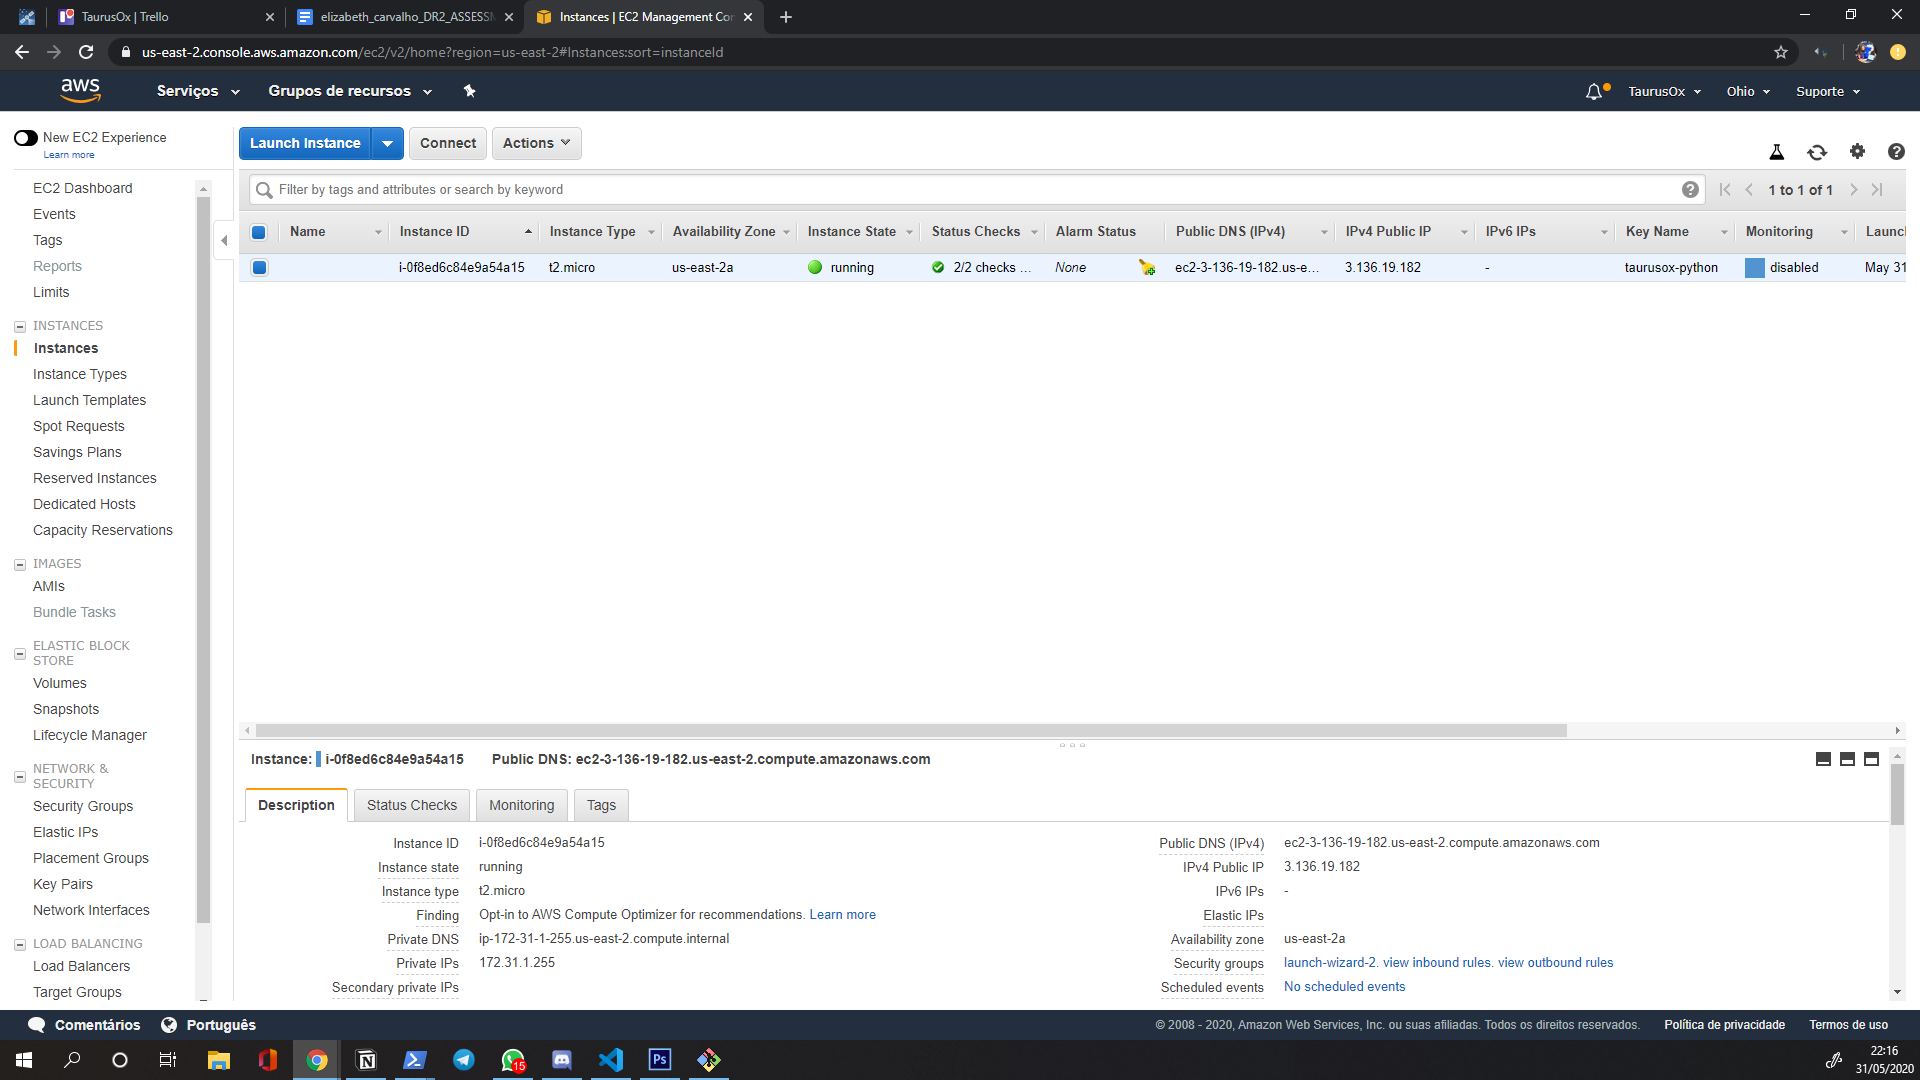 TaurusOx | Trello
elizabeth_carvalho_DR2_ASSESSM
Instances | EC2 Management Con
us-east-2.console.aws.amazon.com/ec2/v2/home?region=us-east-2#Instances:sort=instanceId
aws
Serviços
Grupos de recursos
TaurusOx
Ohio
Suporte
New EC2 Experience
Learn more
Launch Instance
Connect
Actions
EC2 Dashboard
Events
Tags
Reports
Limits
INSTANCES
Instances
Instance Types
Launch Templates
Spot Requests
Savings Plans
Reserved Instances
Dedicated Hosts
Capacity Reservations
IMAGES
AMIs
Bundle Tasks
ELASTIC BLOCK
STORE
Volumes
Snapshots
Lifecycle Manager
NETWORK &
SECURITY
Security Groups
Elastic IPs
Placement Groups
Key Pairs
Network Interfaces
LOAD BALANCING
Load Balancers
Target Groups
Filter by tags and attributes or search by keyword
1 to 1 of 1
Name Instance ID Instance Type Availability Zone Instance State Status Checks Alarm Status Public DNS (IPv4) IPv4 Public IP IPv6 IPs Key Name Monitoring Launc
i-0f8ed6c84e9a54a15 t2.micro us-east-2a running 2/2 checks ... None ec2-3-136-19-182.us-e... 3.136.19.182 - taurusox-python disabled May 31
Instance: i-0f8ed6c84e9a54a15 Public DNS: ec2-3-136-19-182.us-east-2.compute.amazonaws.com
Description Status Checks Monitoring Tags
Instance ID i-0f8ed6c84e9a54a15
Instance state running
Instance type t2.micro
Finding Opt-in to AWS Compute Optimizer for recommendations. Learn more
Private DNS ip-172-31-1-255.us-east-2.compute.internal
Private IPs 172.31.1.255
Secondary private IPs
Public DNS (IPv4) ec2-3-136-19-182.us-east-2.compute.amazonaws.com
IPv4 Public IP 3.136.19.182
IPv6 IPs -
Elastic IPs
Availability zone us-east-2a
Security groups launch-wizard-2. view inbound rules. view outbound rules
Scheduled events No scheduled events
Comentários
Português
© 2008 - 2020, Amazon Web Services, Inc. ou suas afiliadas. Todos os direitos reservados.
Política de privacidade
Termos de uso
15
Ps
22:16
31/05/2020